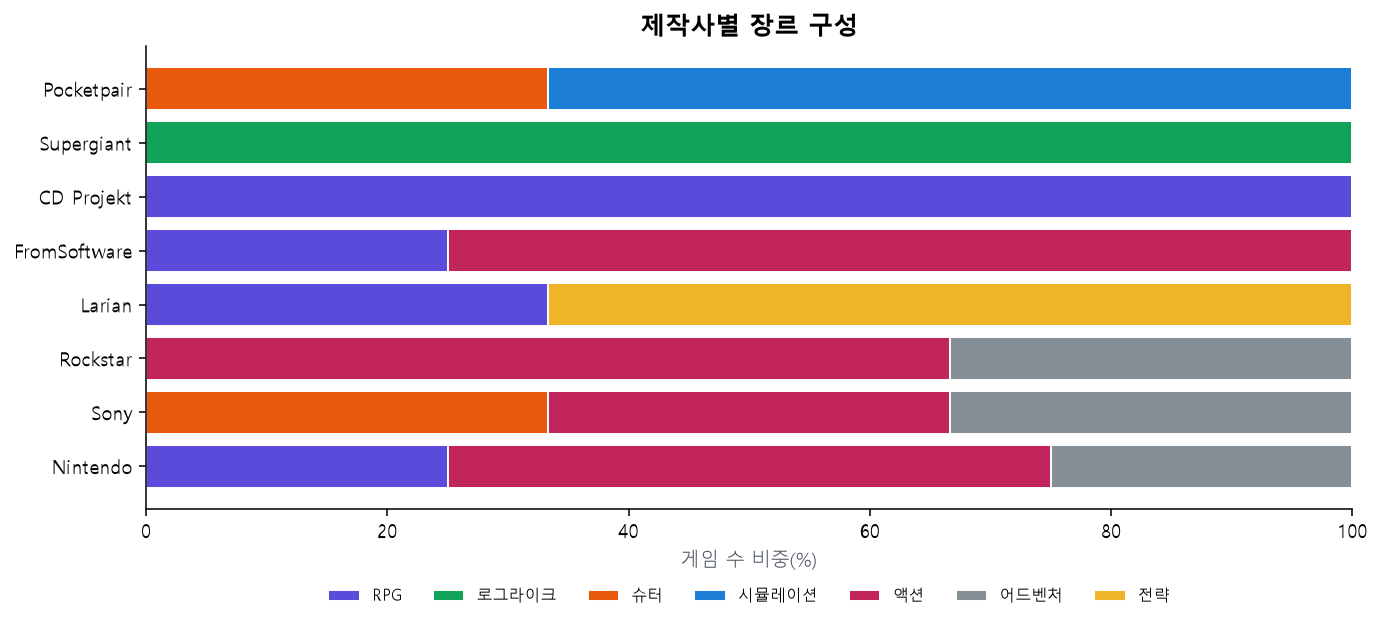 제작사별 장르 구성
Pocketpair
Supergiant
CD Projekt
FromSoftware
Larian
Rockstar
Sony
Nintendo
0 20 40 60 80 100
게임 수 비중(%)
RPG 로그라이크 슈터 시뮬레이션 액션 어드벤처 전략